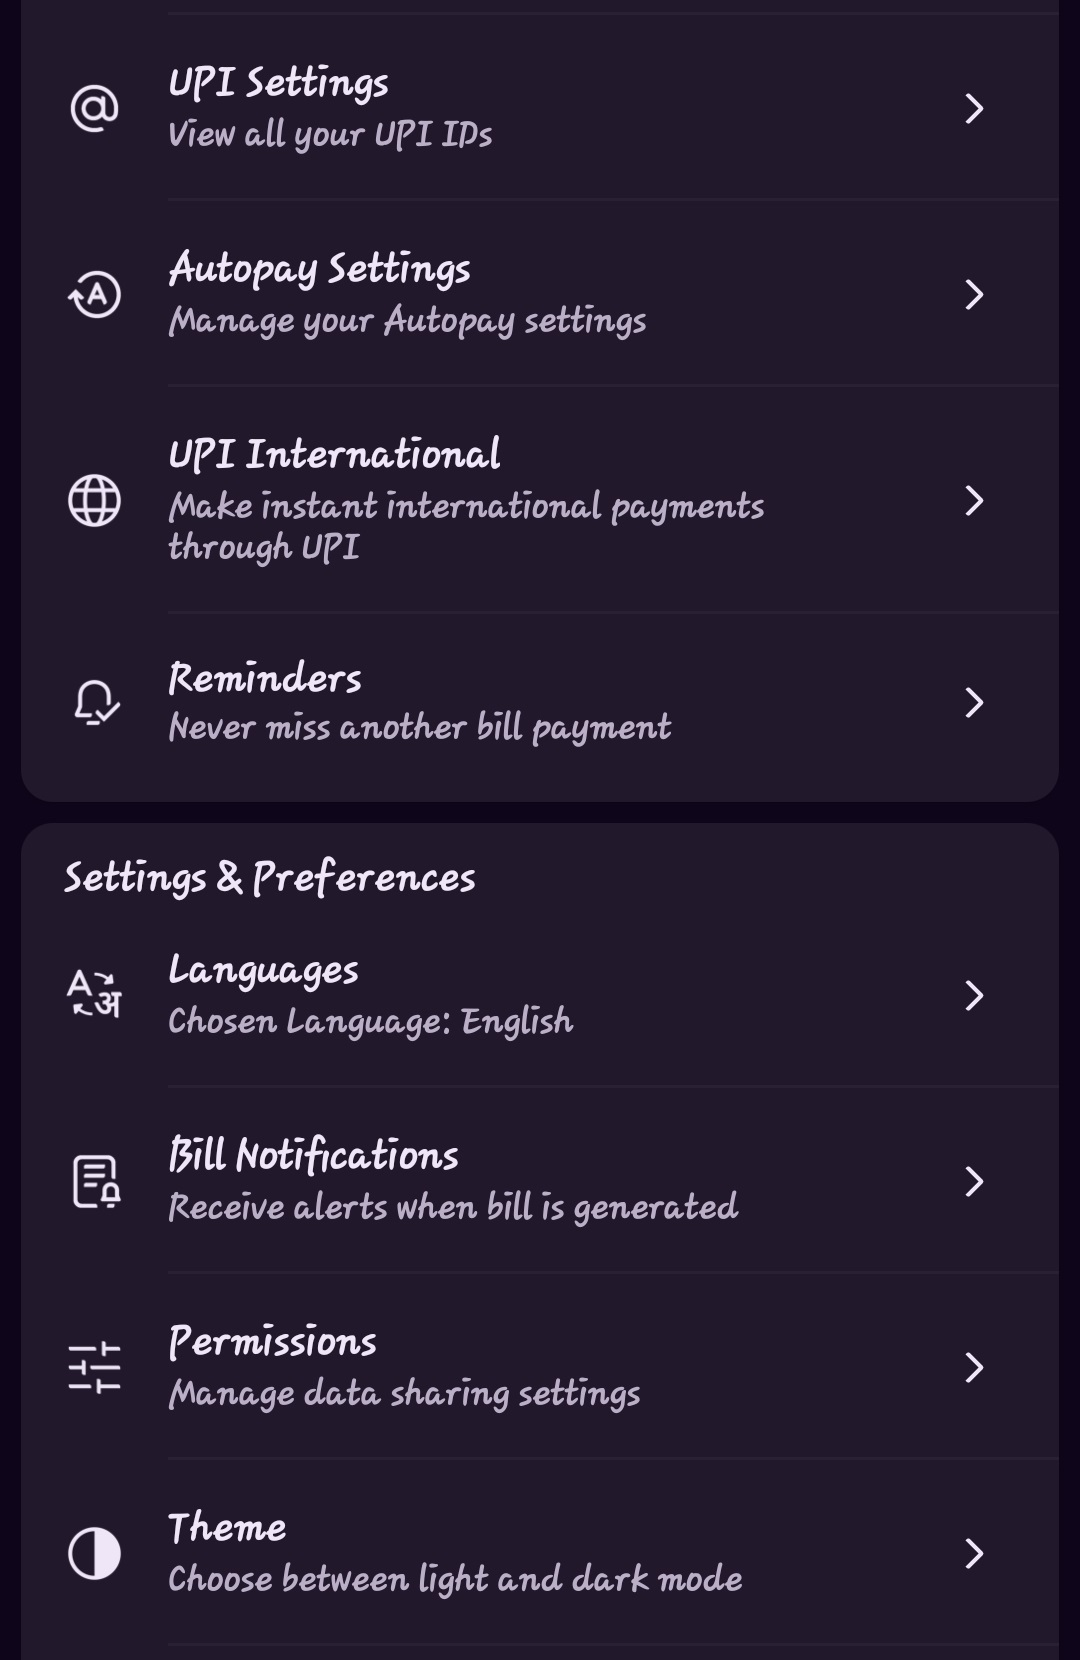 UPI Settings
View all your UPI IDs
Autopay Settings
Manage your Autopay settings
UPI International
Make instant international payments
through UPI
Reminders
Never miss another bill payment
Settings & Preferences
Languages
Chosen Language: English
Bill Notifications
Receive alerts when bill is generated
Permissions
Manage data sharing settings
Theme
Choose between light and dark mode